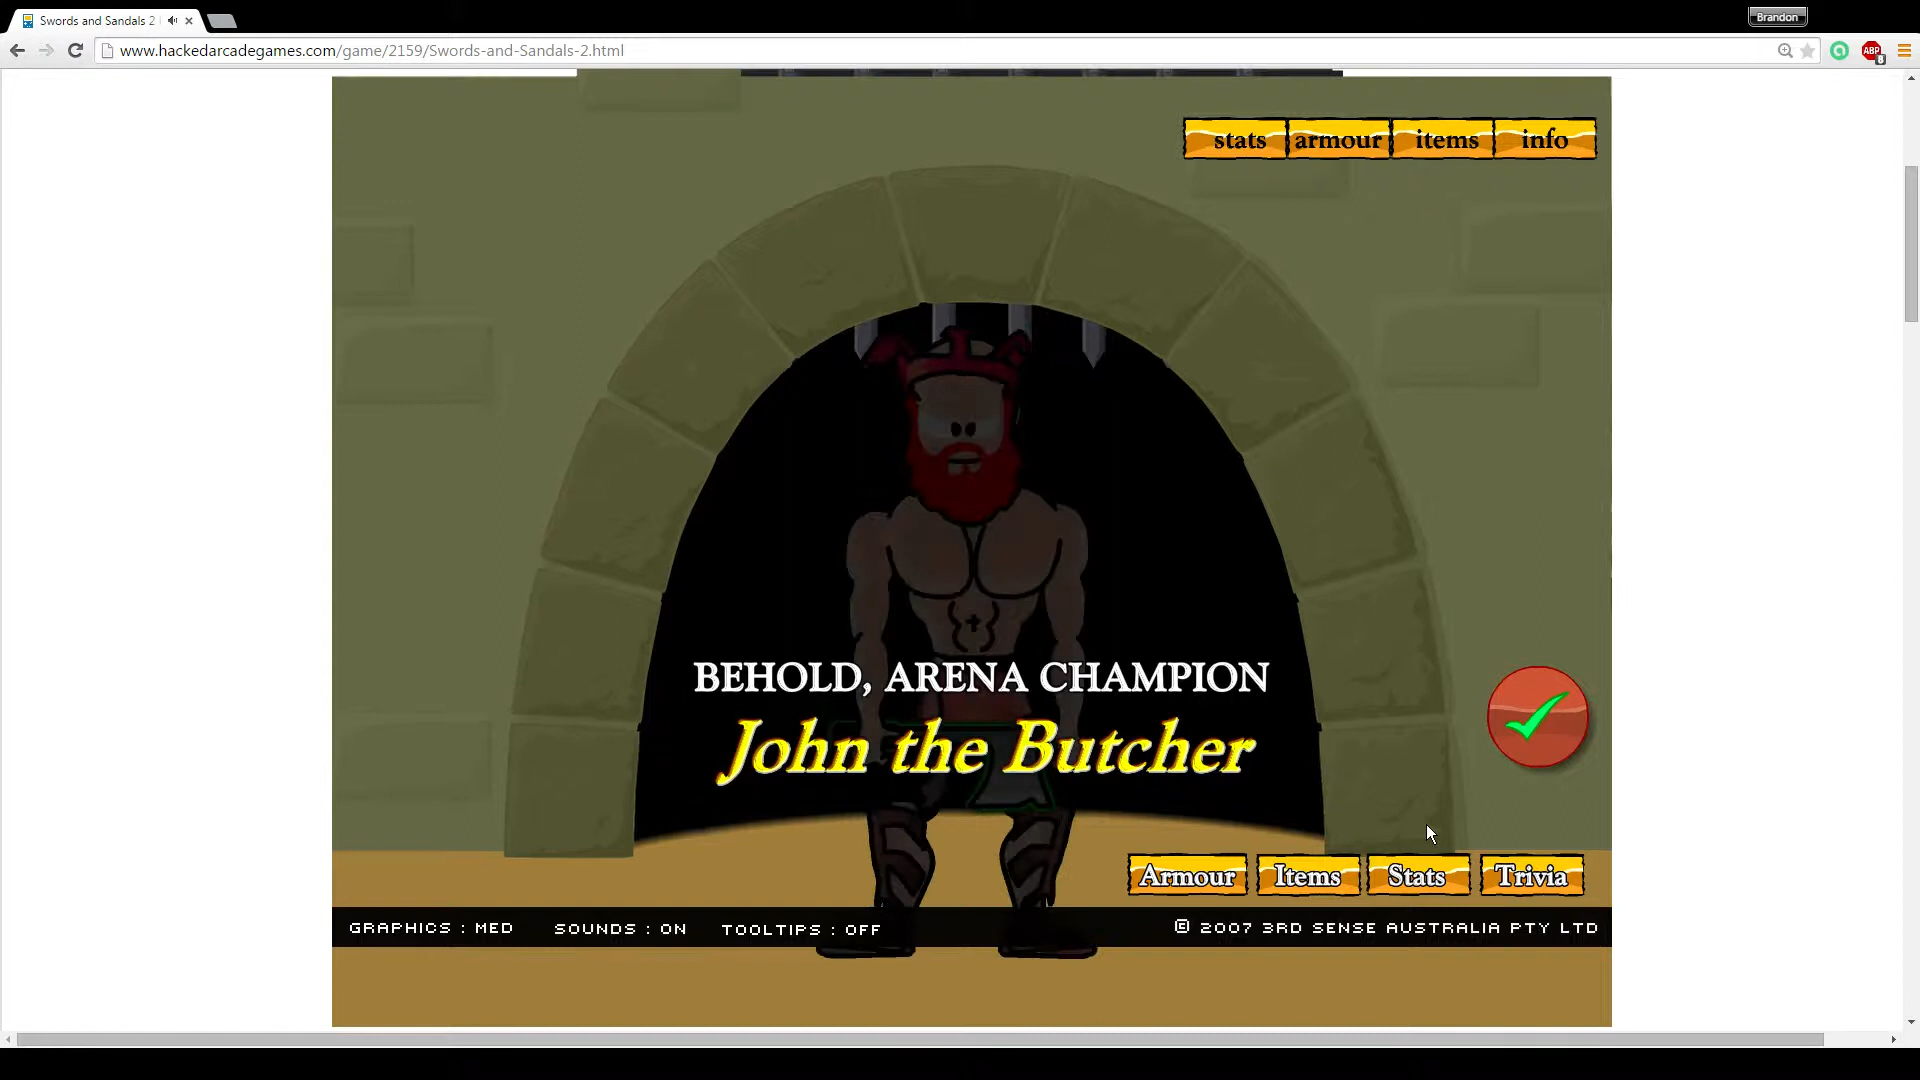 Swords and Sandals 2
Brandon
www.hackedarcadegames.com/game/2159/Swords-and-Sandals-2.html
ABP
8
stats armour items info
BEHOLD, ARENA CHAMPION
John the Butcher
Armour Items Stats Trivia
GRAPHICS : MED SOUNDS : ON TOOLTIPS : OFF © 2007 3RD SENSE AUSTRALIA PTY LTD